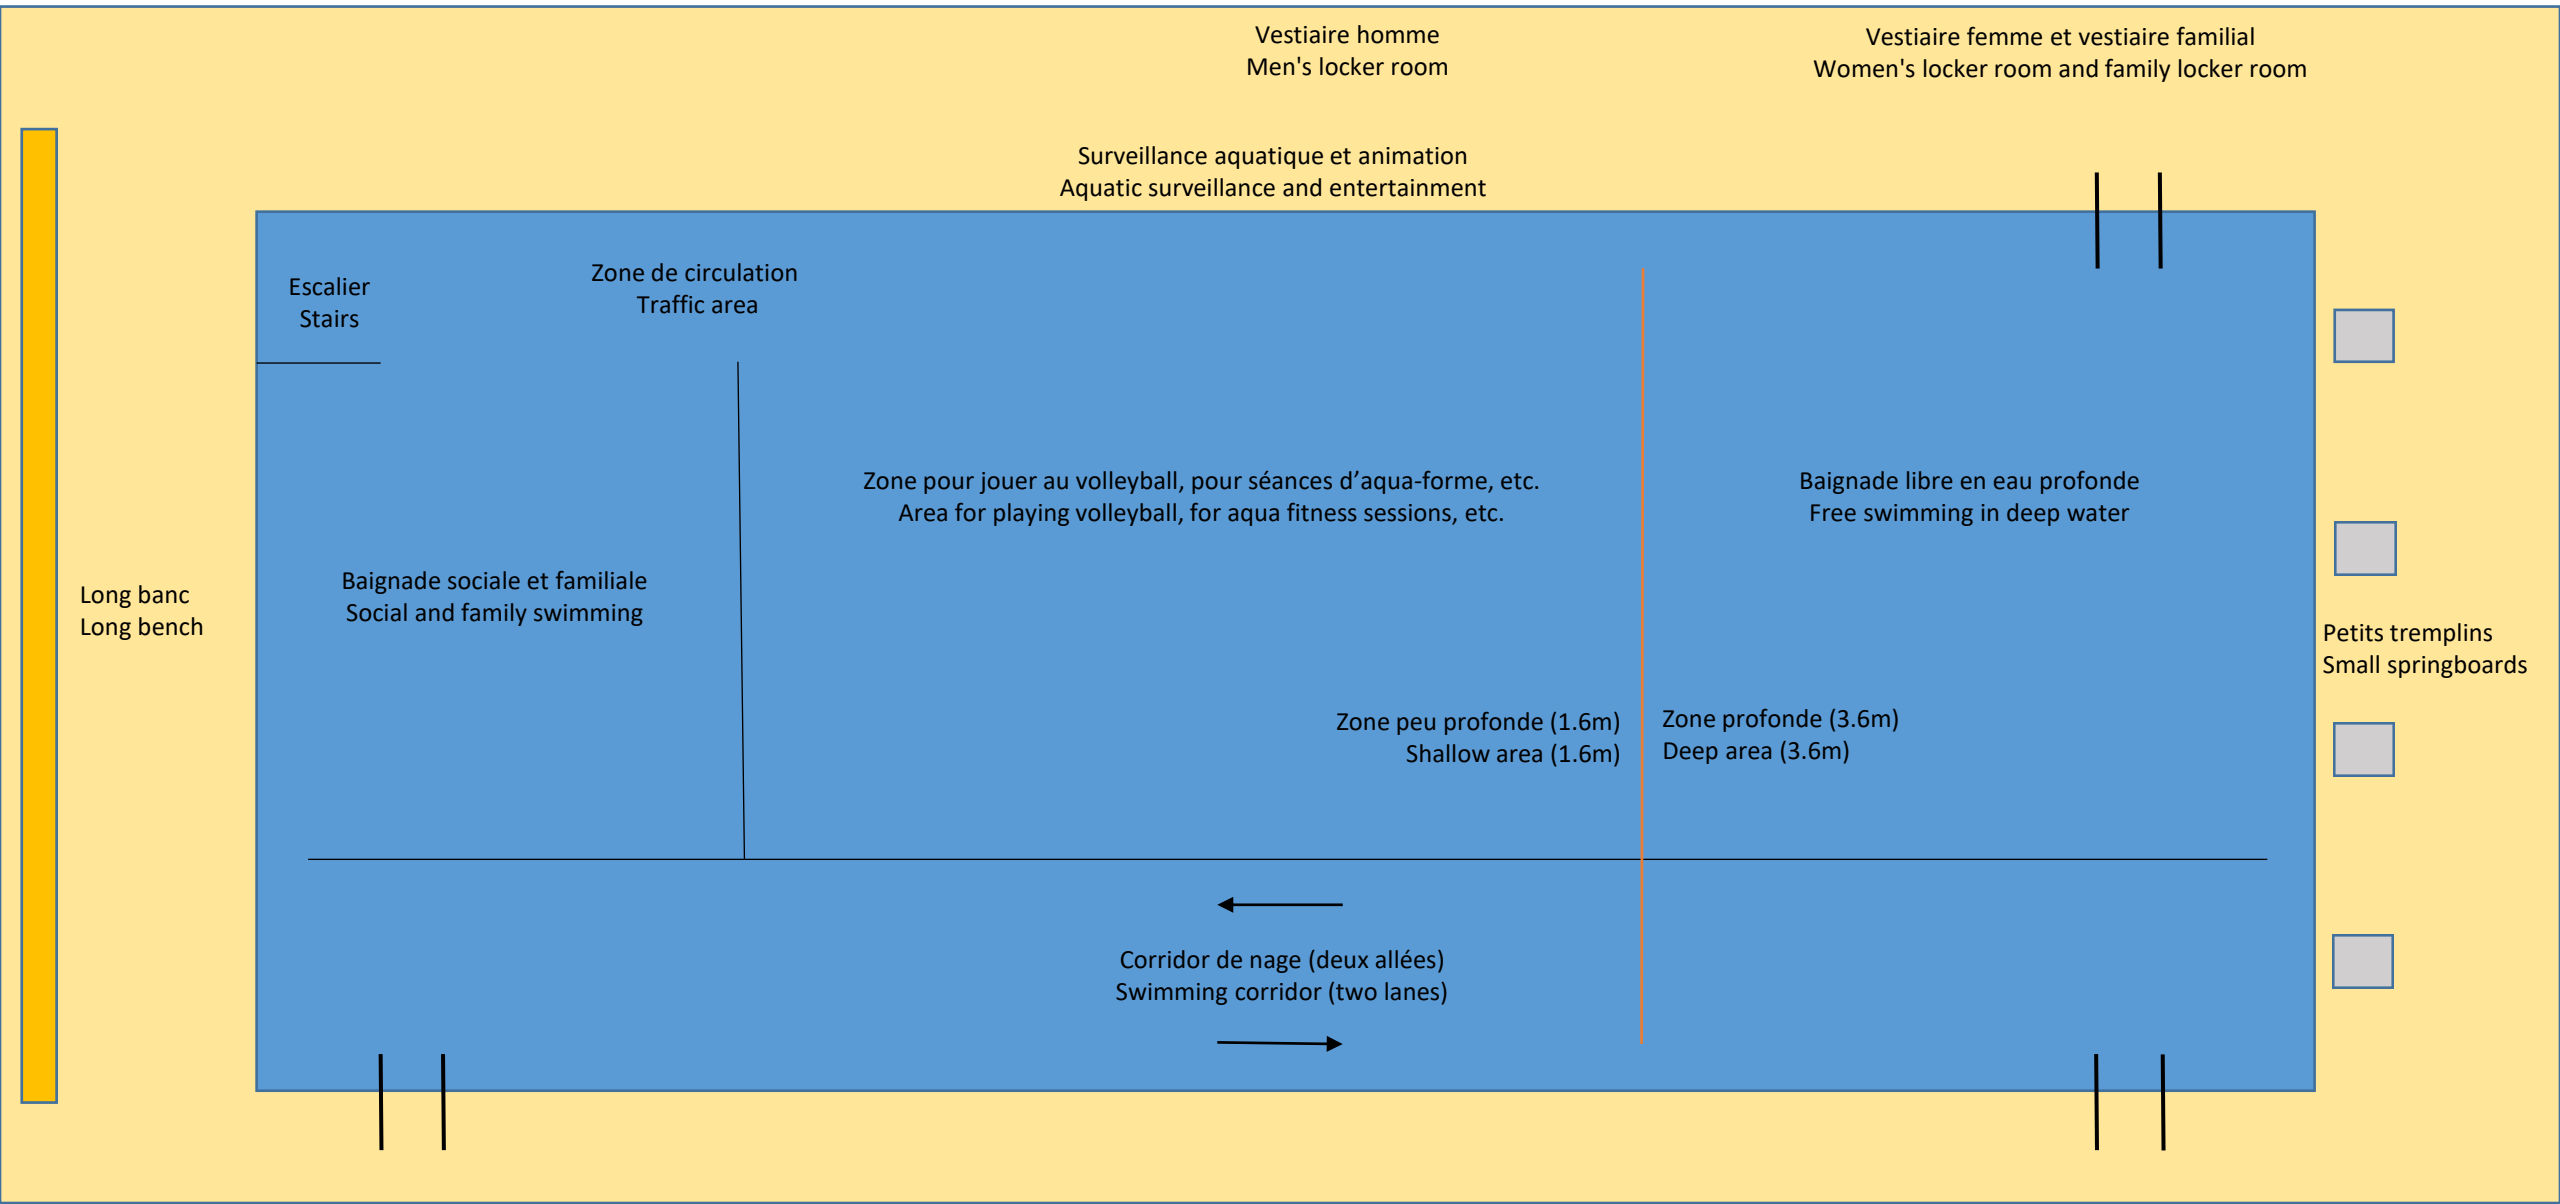 Vestiaire homme
Men's locker room
Vestiaire femme et vestiaire familial
Women's locker room and family locker room
Surveillance aquatique et animation
Aquatic surveillance and entertainment
Escalier
Stairs
Zone de circulation
Traffic area
Zone pour jouer au volleyball, pour séances d’aqua-forme, etc.
Area for playing volleyball, for aqua fitness sessions, etc.
Baignade libre en eau profonde
Free swimming in deep water
Long banc
Long bench
Baignade sociale et familiale
Social and family swimming
Petits tremplins
Small springboards
Zone peu profonde (1.6m)
Shallow area (1.6m)
Zone profonde (3.6m)
Deep area (3.6m)
Corridor de nage (deux allées)
Swimming corridor (two lanes)